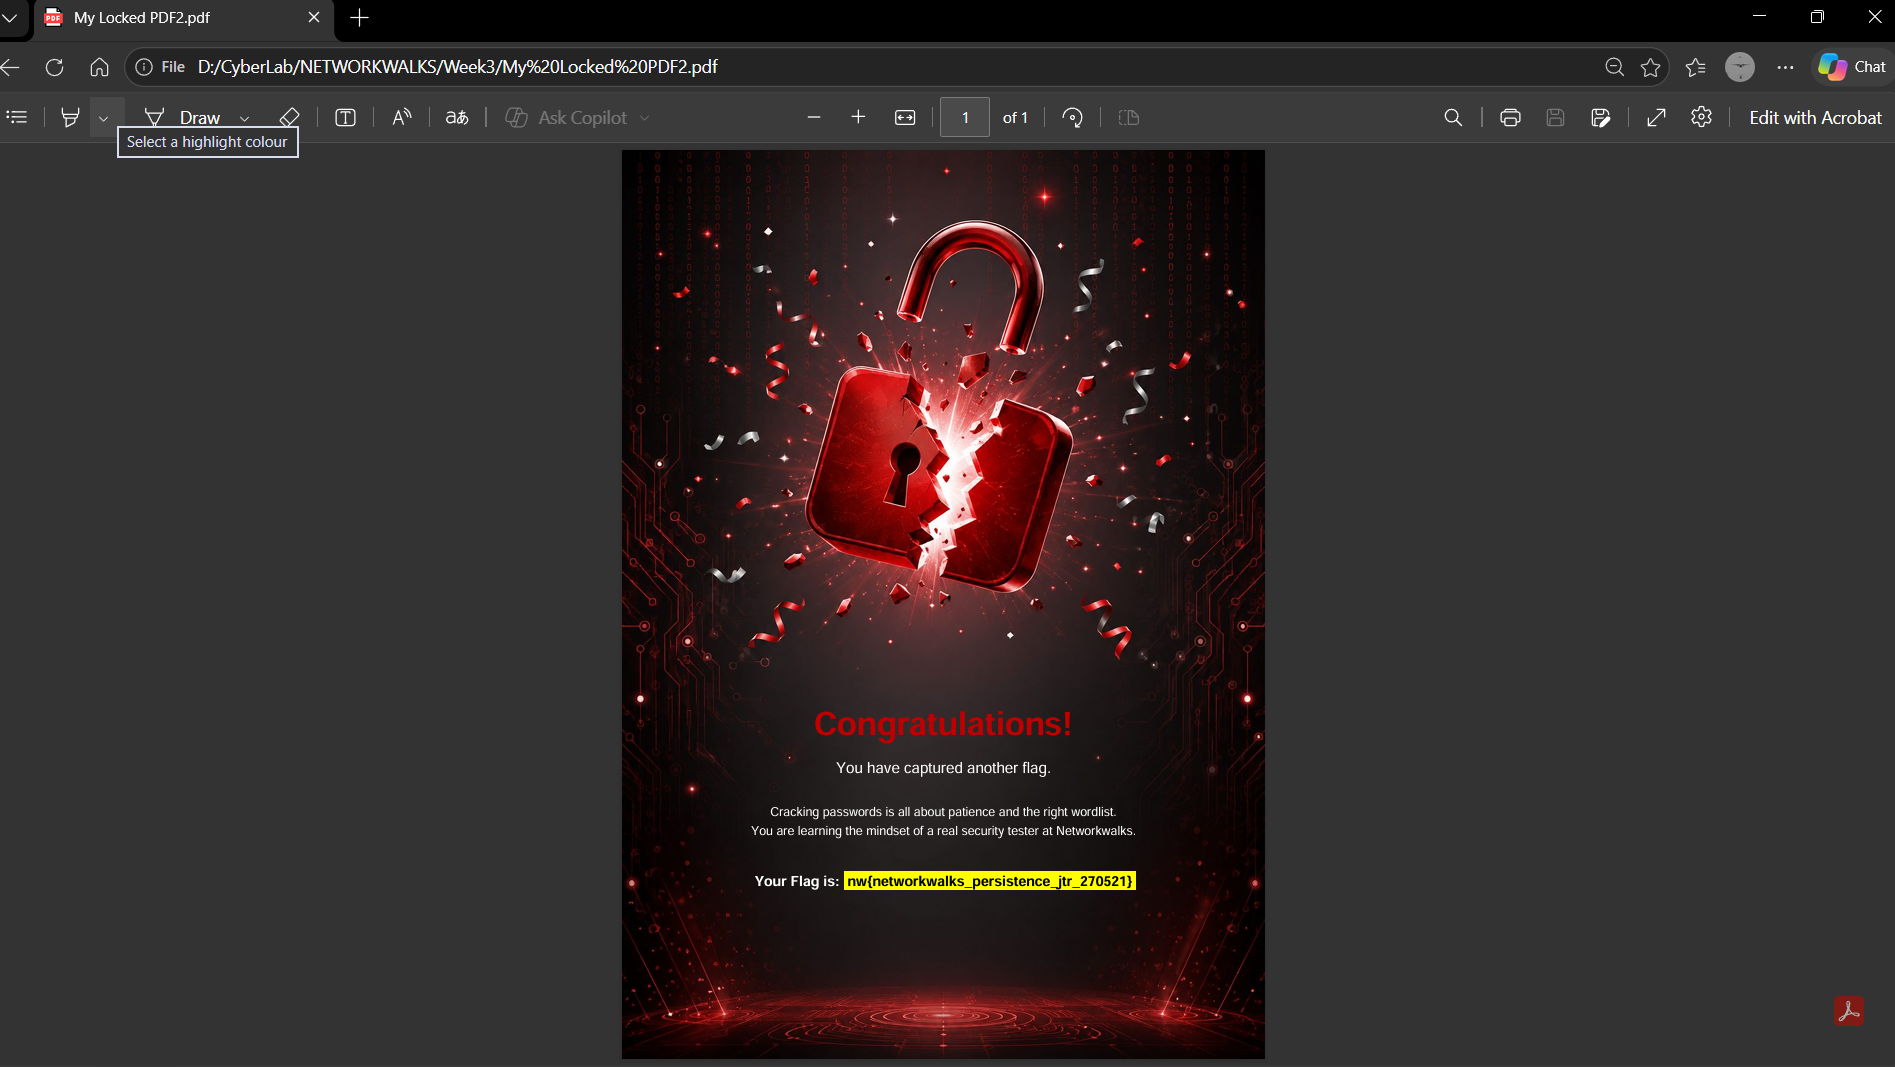 My Locked PDF2.pdf
File D:/CyberLab/NETWORKWALKS/Week3/My%20Locked%20PDF2.pdf
Chat
Draw
Ask Copilot
1 of 1
Edit with Acrobat
Select a highlight colour
Congratulations!
You have captured another flag.
Cracking passwords is all about patience and the right wordlist.
You are learning the mindset of a real security tester at Networkwalks.
Your Flag is: nw{networkwalks_persistence_jtr_270521}